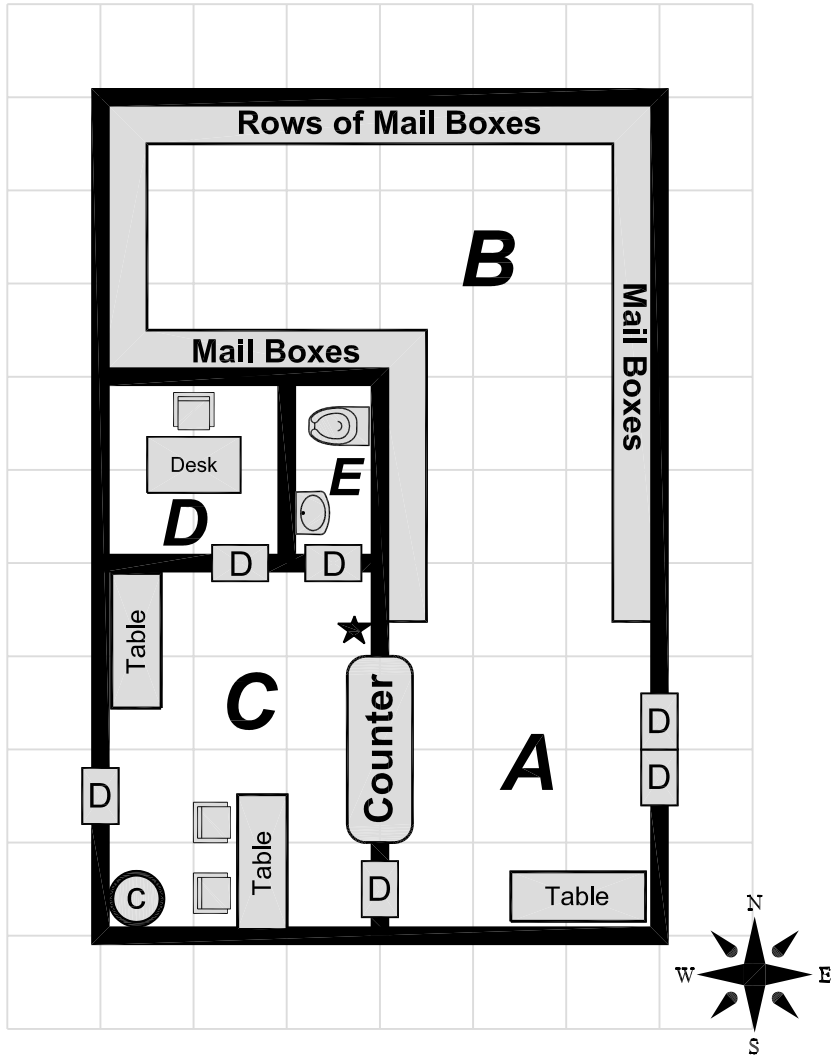 Rows of Mail Boxes
B
Mail Boxes
Mail Boxes
Desk
E
D
D
D
Table
C
Counter
D
A
D
D
Table
C
D
Table
N
W
E
S